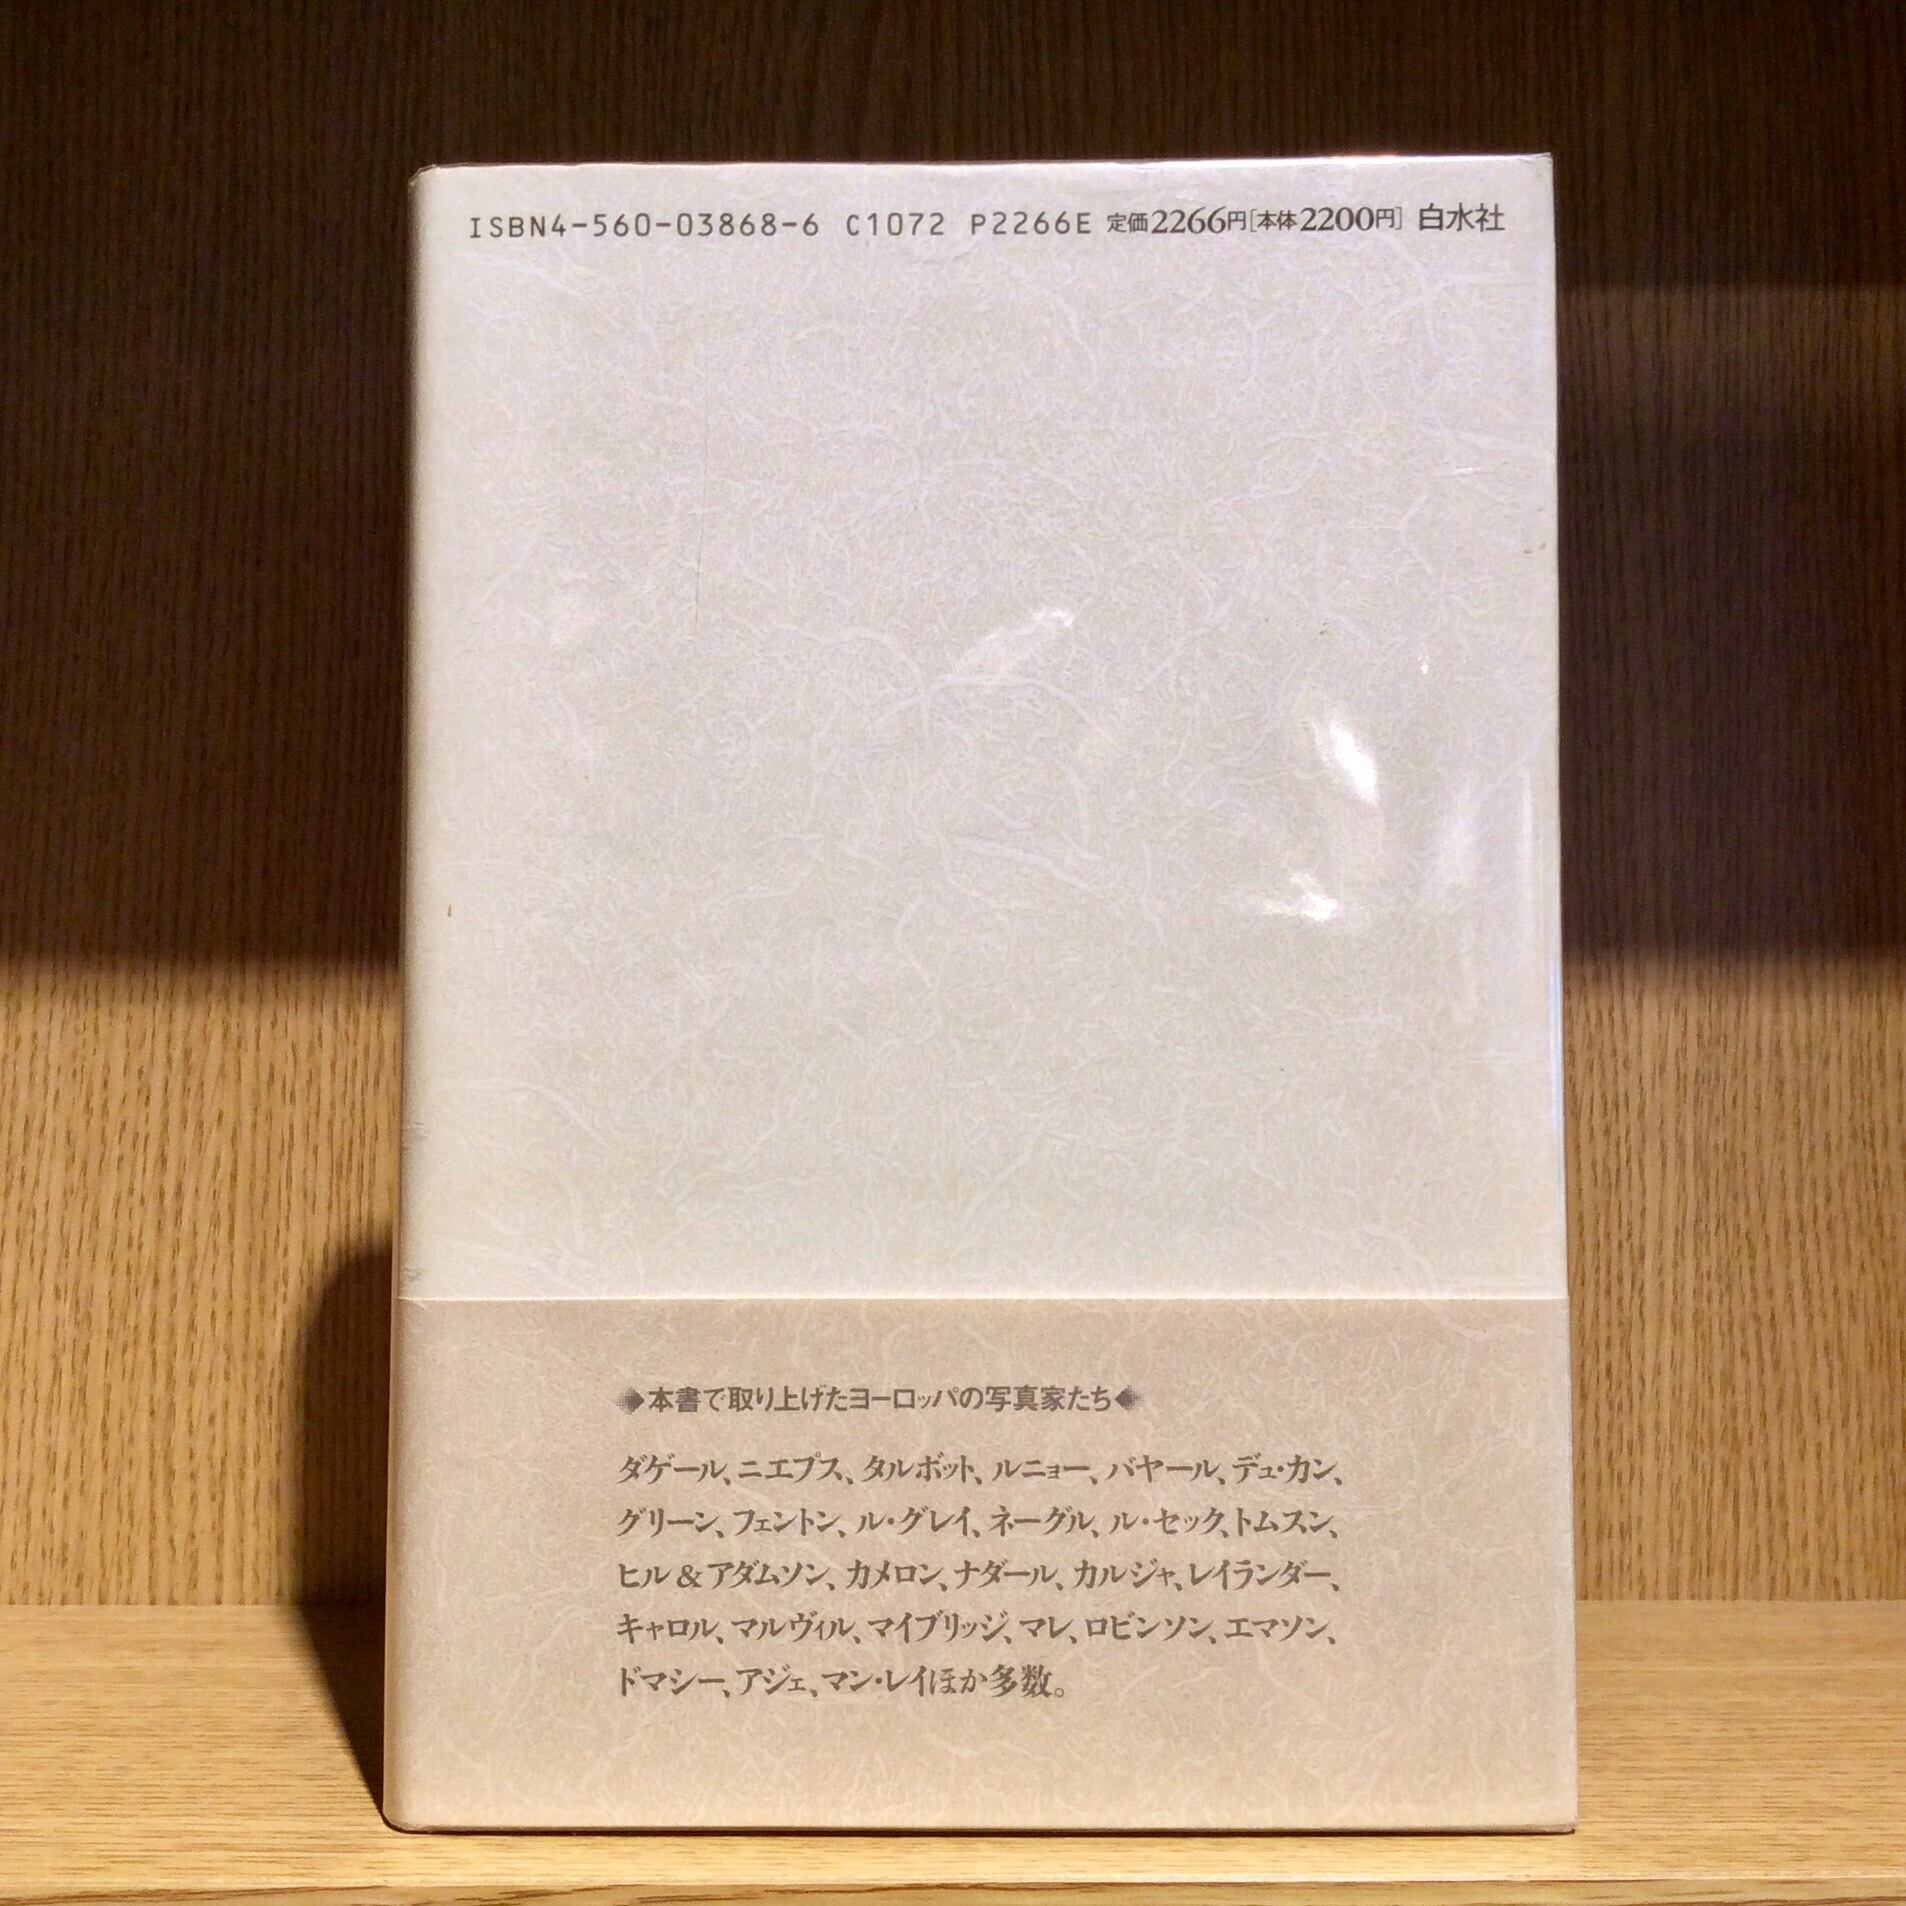 ISBN4-560-03868-6 C1072 P2266E 定価2266円[本体2200円] 白水社
◆本書で取り上げたヨーロッパの写真家たち◆
ダゲール、ニエプス、タルボット、ルニョー、バヤール、デュ・カン、
グリーン、フェントン、ル・グレイ、ネーグル、ル・セック、トムスン、
ヒル&アダムソン、カメロン、ナダール、カルジャ、レイランダー、
キャロル、マルヴィル、マイブリッジ、マレ、ロビンソン、エマソン、
ドマシー、アジェ、マン・レイほか多数。